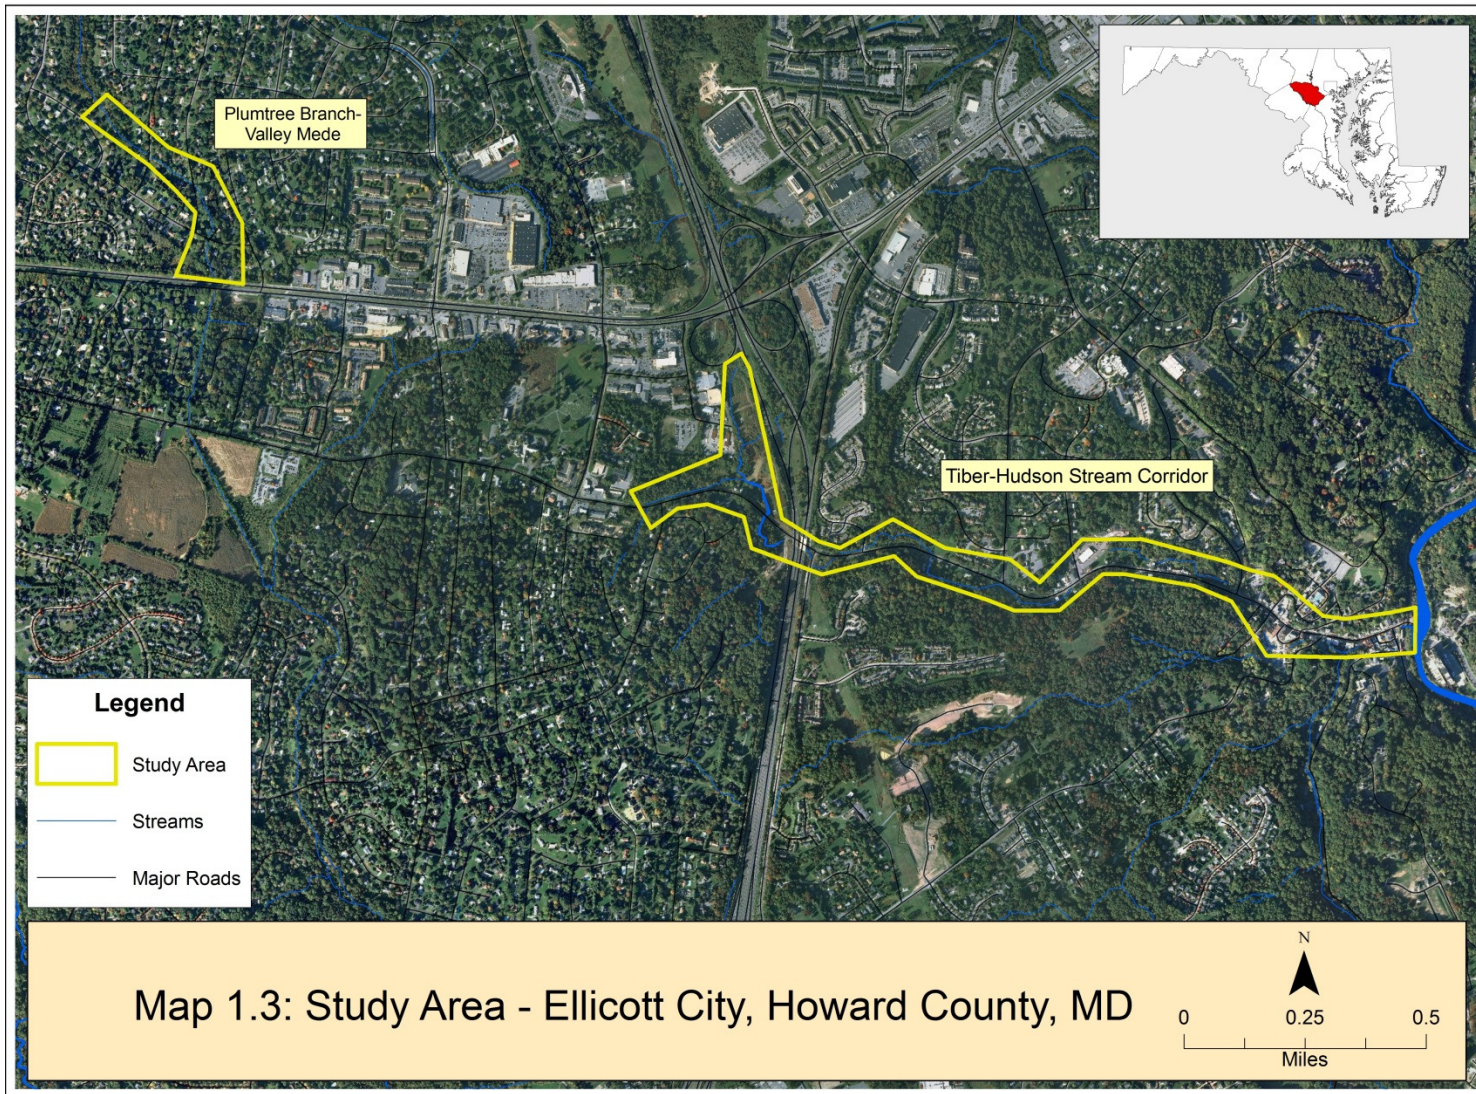 Plumtree Branch-
Valley Mede
Tiber-Hudson Stream Corridor
Legend
Study Area
Streams
Major Roads
Map 1.3: Study Area - Ellicott City, Howard County, MD
N
0 0.25 0.5
Miles